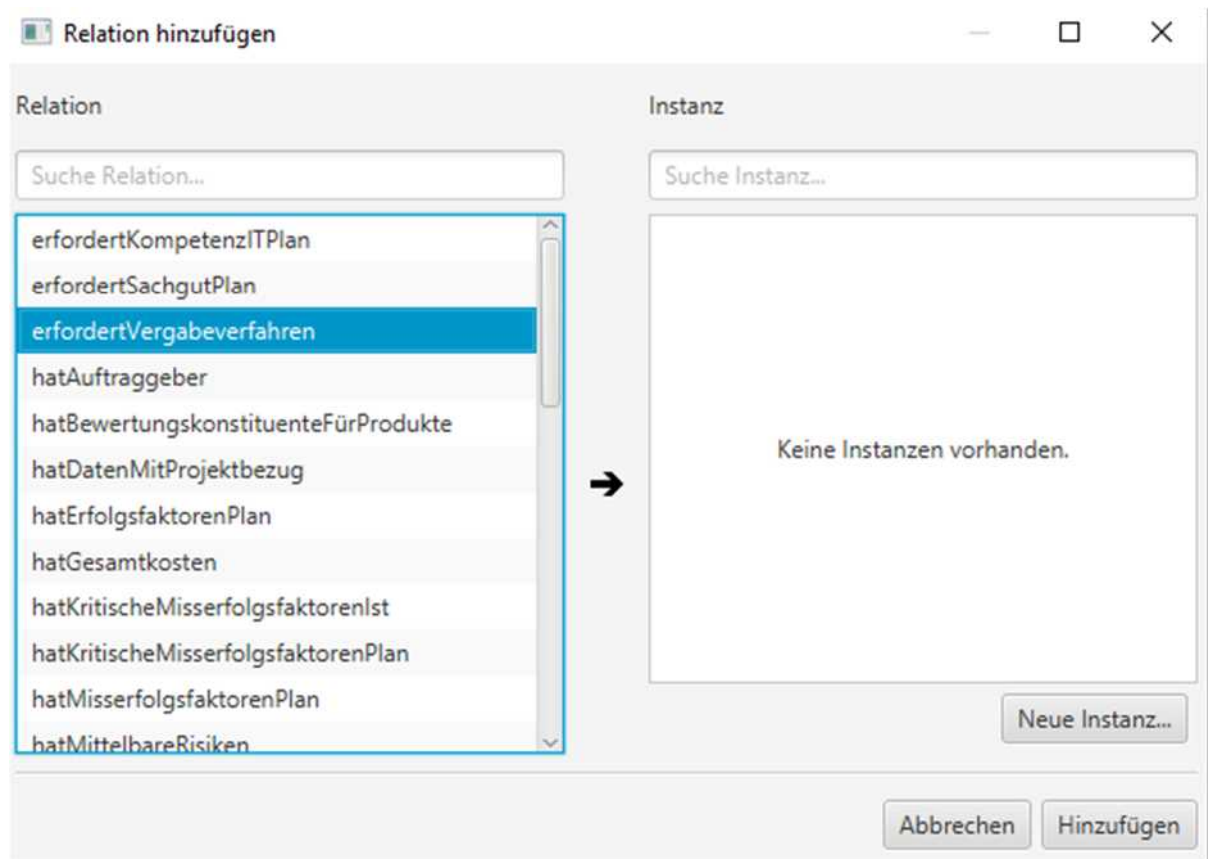 Relation hinzufügen
Relation
Instanz
Suche Relation...
Suche Instanz...
erfordertKompetenzITPlan
erfordertSachgutPlan
erfordertVergabeverfahren
hatAuftraggeber
hatBewertungskonstituenteFürProdukte
hatDatenMitProjektbezug
hatErfolgsfaktorenPlan
hatGesamtkosten
hatKritischeMisserfolgsfaktorenIst
hatKritischeMisserfolgsfaktorenPlan
hatMisserfolgsfaktorenPlan
hatMittelbareRisiken
Keine Instanzen vorhanden.
Neue Instanz...
Abbrechen
Hinzufügen